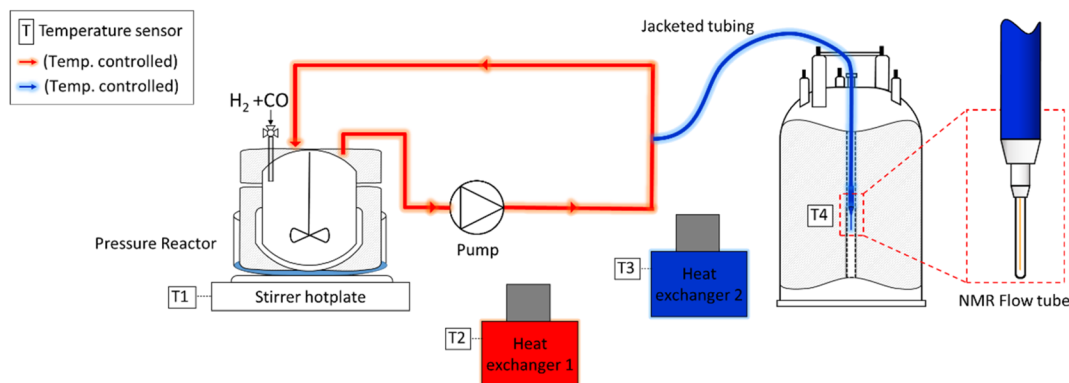 T Temperature sensor
(Temp. controlled)
(Temp. controlled)
H₂ +CO
Jacketed tubing
Pressure Reactor
Pump
T1
Stirrer hotplate
T2
Heat
exchanger 1
T3
Heat
exchanger 2
T4
NMR Flow tube